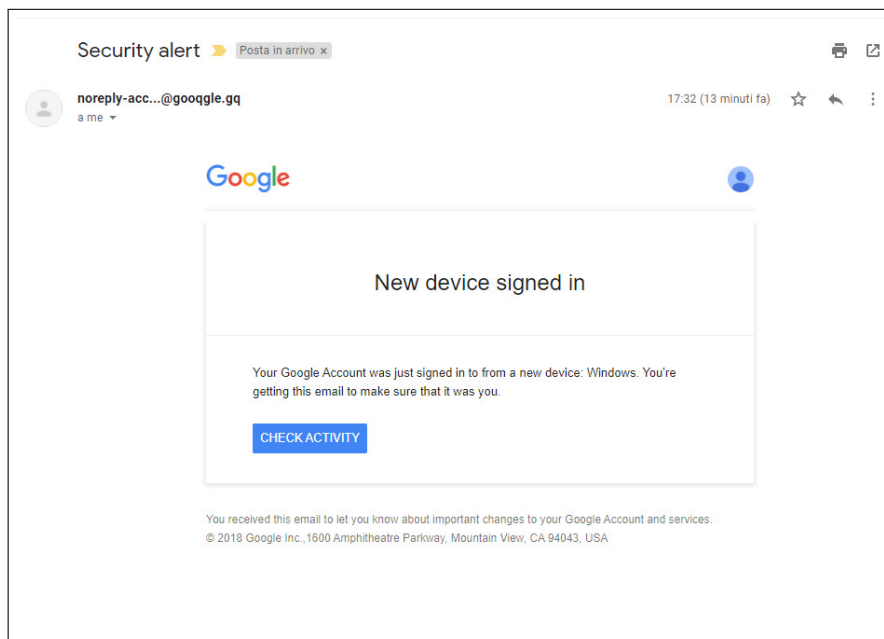 Security alert Posta in arrivo x
noreply-acc...@gooqgle.gq 17:32 (13 minuti fa)
a me
Google
New device signed in
Your Google Account was just signed in to from a new device: Windows. You're
getting this email to make sure that it was you.
CHECK ACTIVITY
You received this email to let you know about important changes to your Google Account and services.
© 2018 Google Inc.,1600 Amphitheatre Parkway, Mountain View, CA 94043, USA